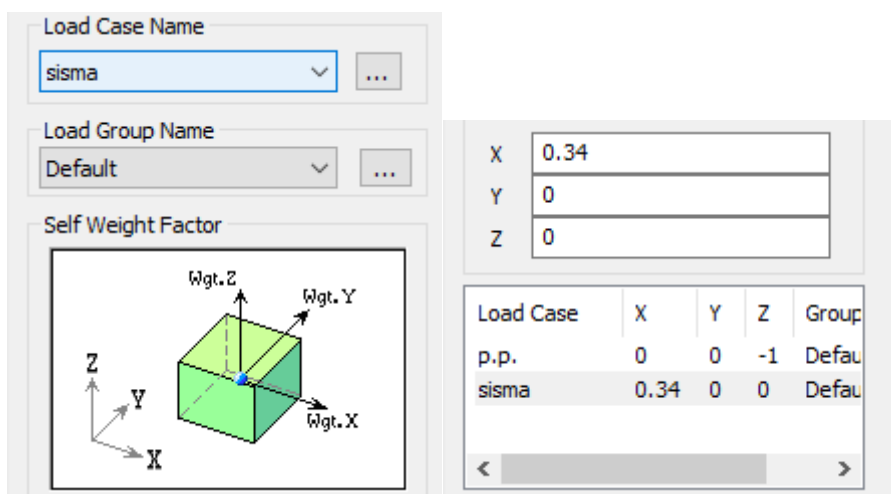 Load Case Name
sisma
...
Load Group Name
Default
...
Self Weight Factor
Wgt.Z
Wgt.Y
Z
Y
Wgt.X
X
X 0.34
Y 0
Z 0
Load Case X Y Z Group
p.p. 0 0 -1 Defau
sisma 0.34 0 0 Defau